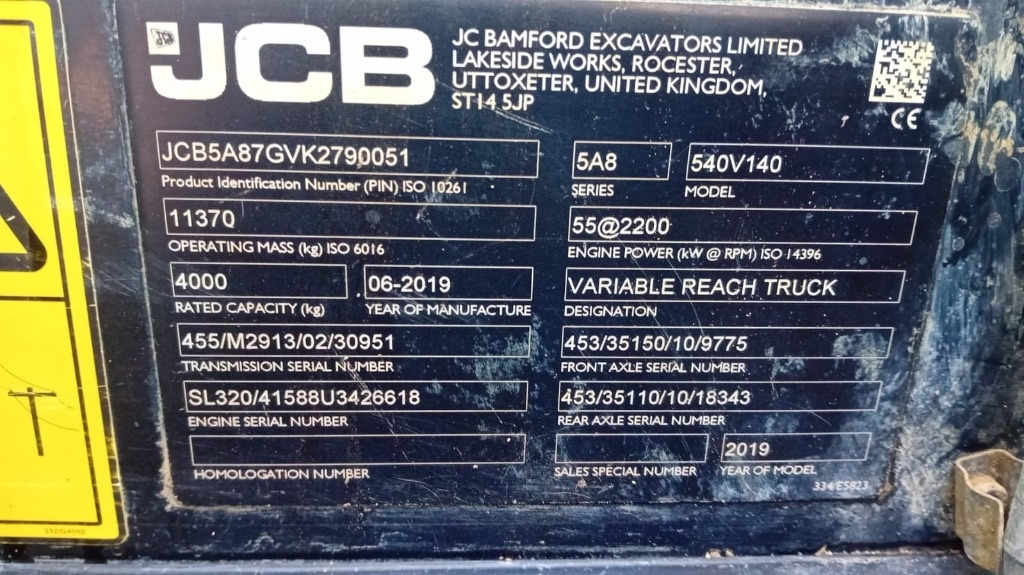 JCB
JC BAMFORD EXCAVATORS LIMITED
LAKESIDE WORKS, ROCESTER,
UTTOXETER, UNITED KINGDOM,
ST14 5JP
CE
JCB5A87GVK2790051
Product Identification Number (PIN) ISO 10261
5A8
SERIES
540V140
MODEL
11370
OPERATING MASS (kg) ISO 6016
55@2200
ENGINE POWER (kW @ RPM) ISO 14396
4000
RATED CAPACITY (kg)
06-2019
YEAR OF MANUFACTURE
VARIABLE REACH TRUCK
DESIGNATION
455/M2913/02/30951
TRANSMISSION SERIAL NUMBER
453/35150/10/9775
FRONT AXLE SERIAL NUMBER
SL320/41588U3426618
ENGINE SERIAL NUMBER
453/35110/10/18343
REAR AXLE SERIAL NUMBER
HOMOLOGATION NUMBER
SALES SPECIAL NUMBER
2019
YEAR OF MODEL
334/E5823